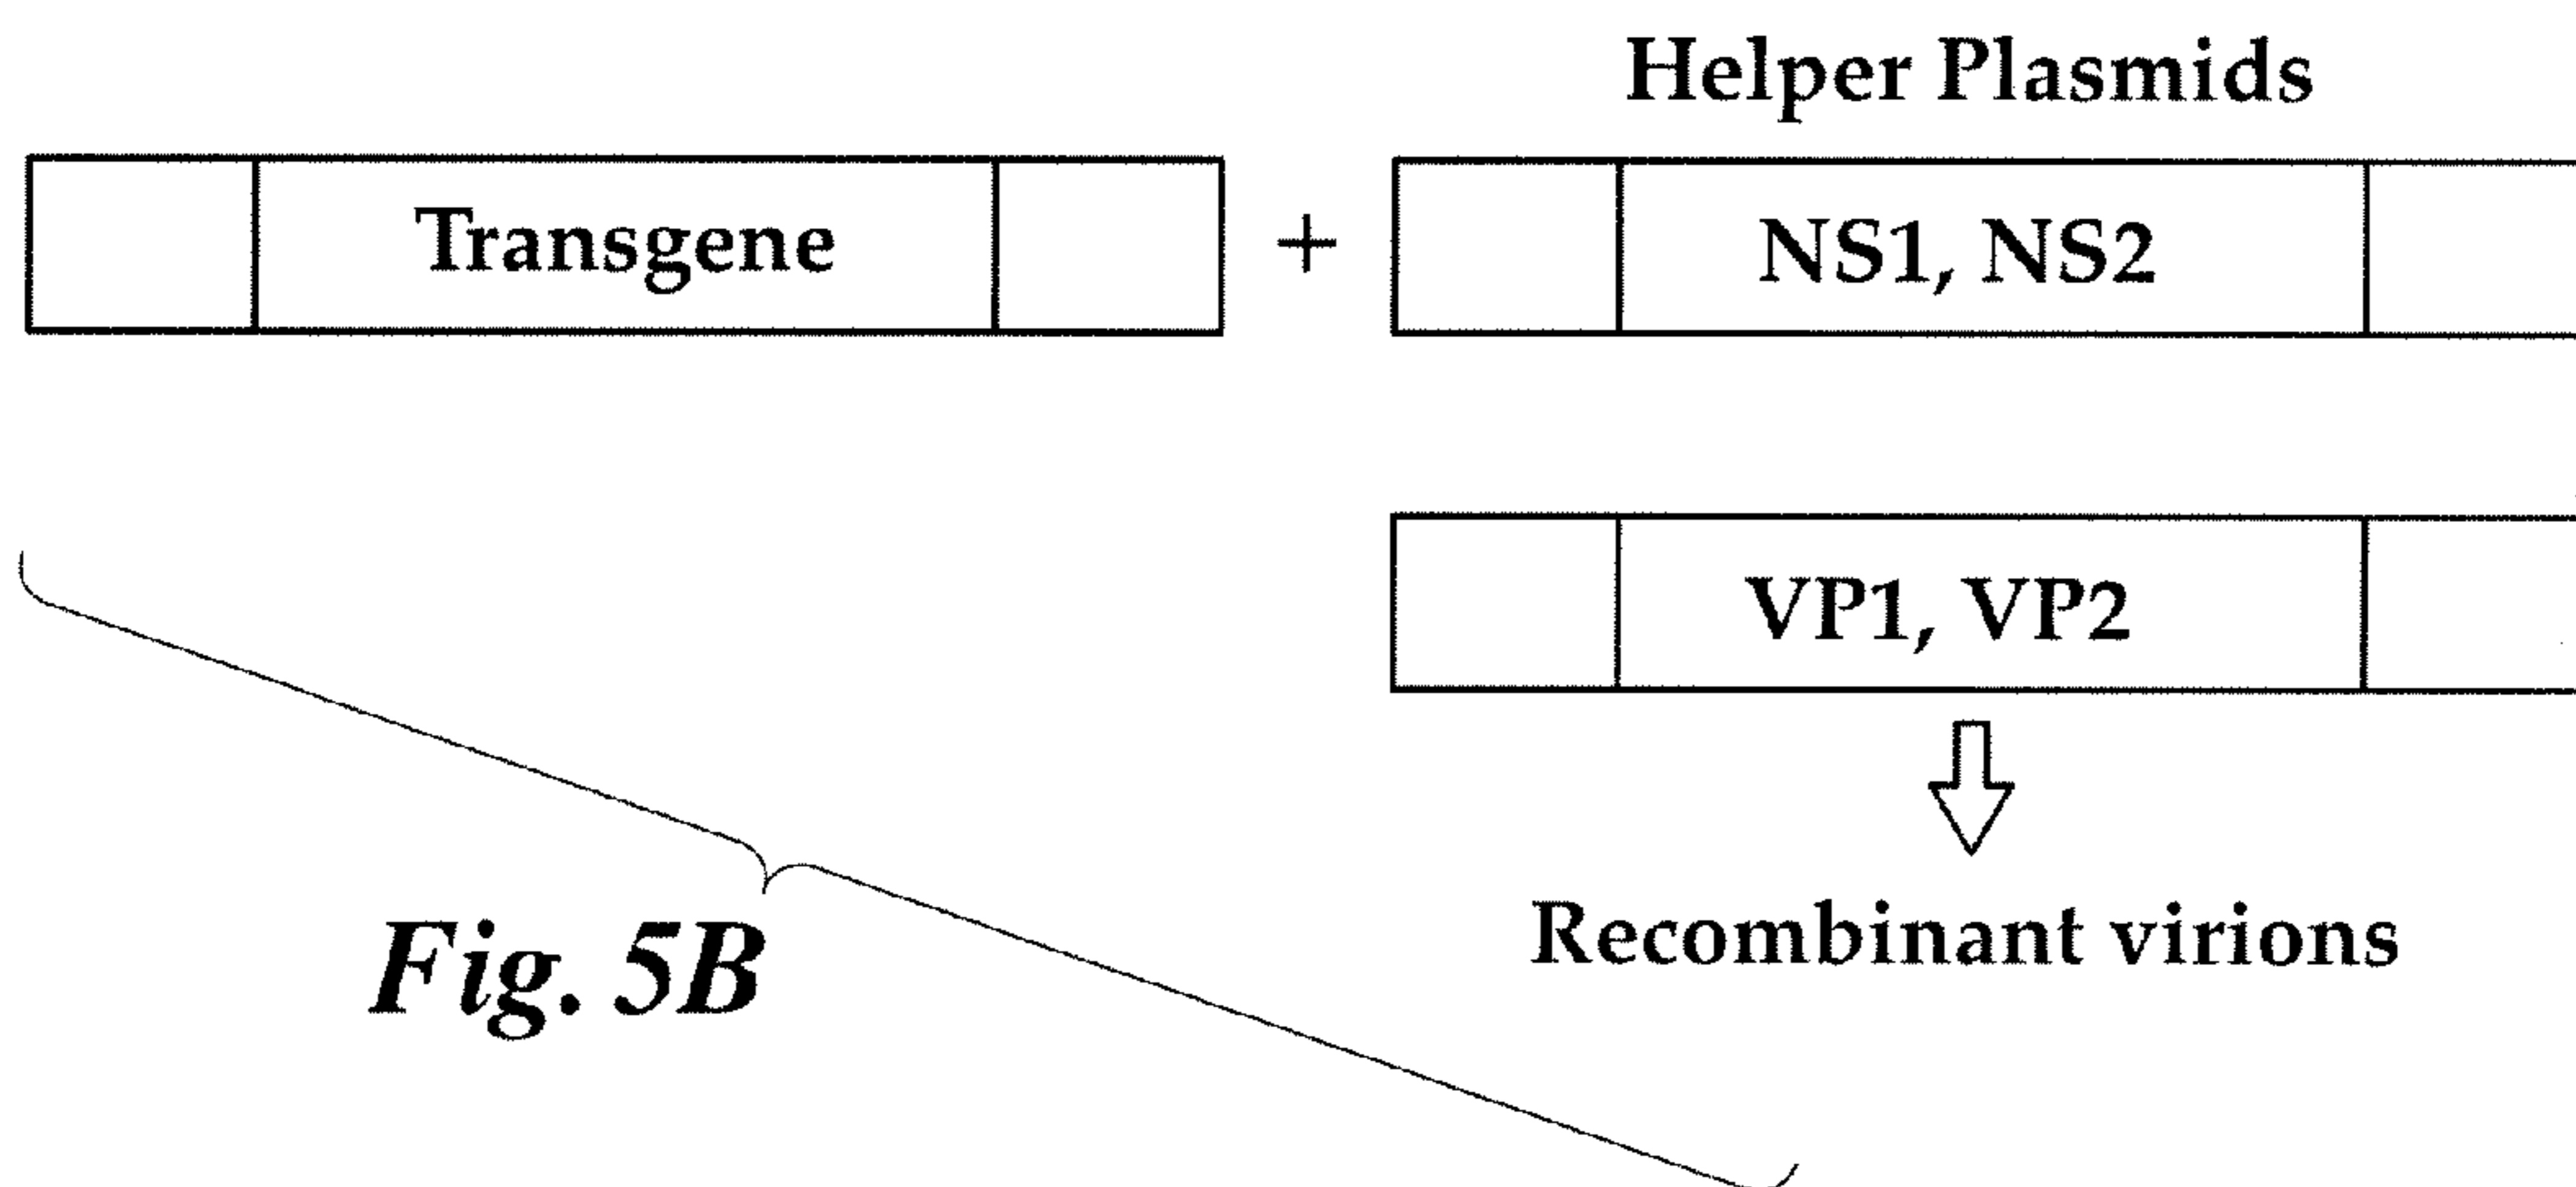 Helper Plasmids
Transgene + NS1, NS2
VP1, VP2
Recombinant virions
Fig. 5B